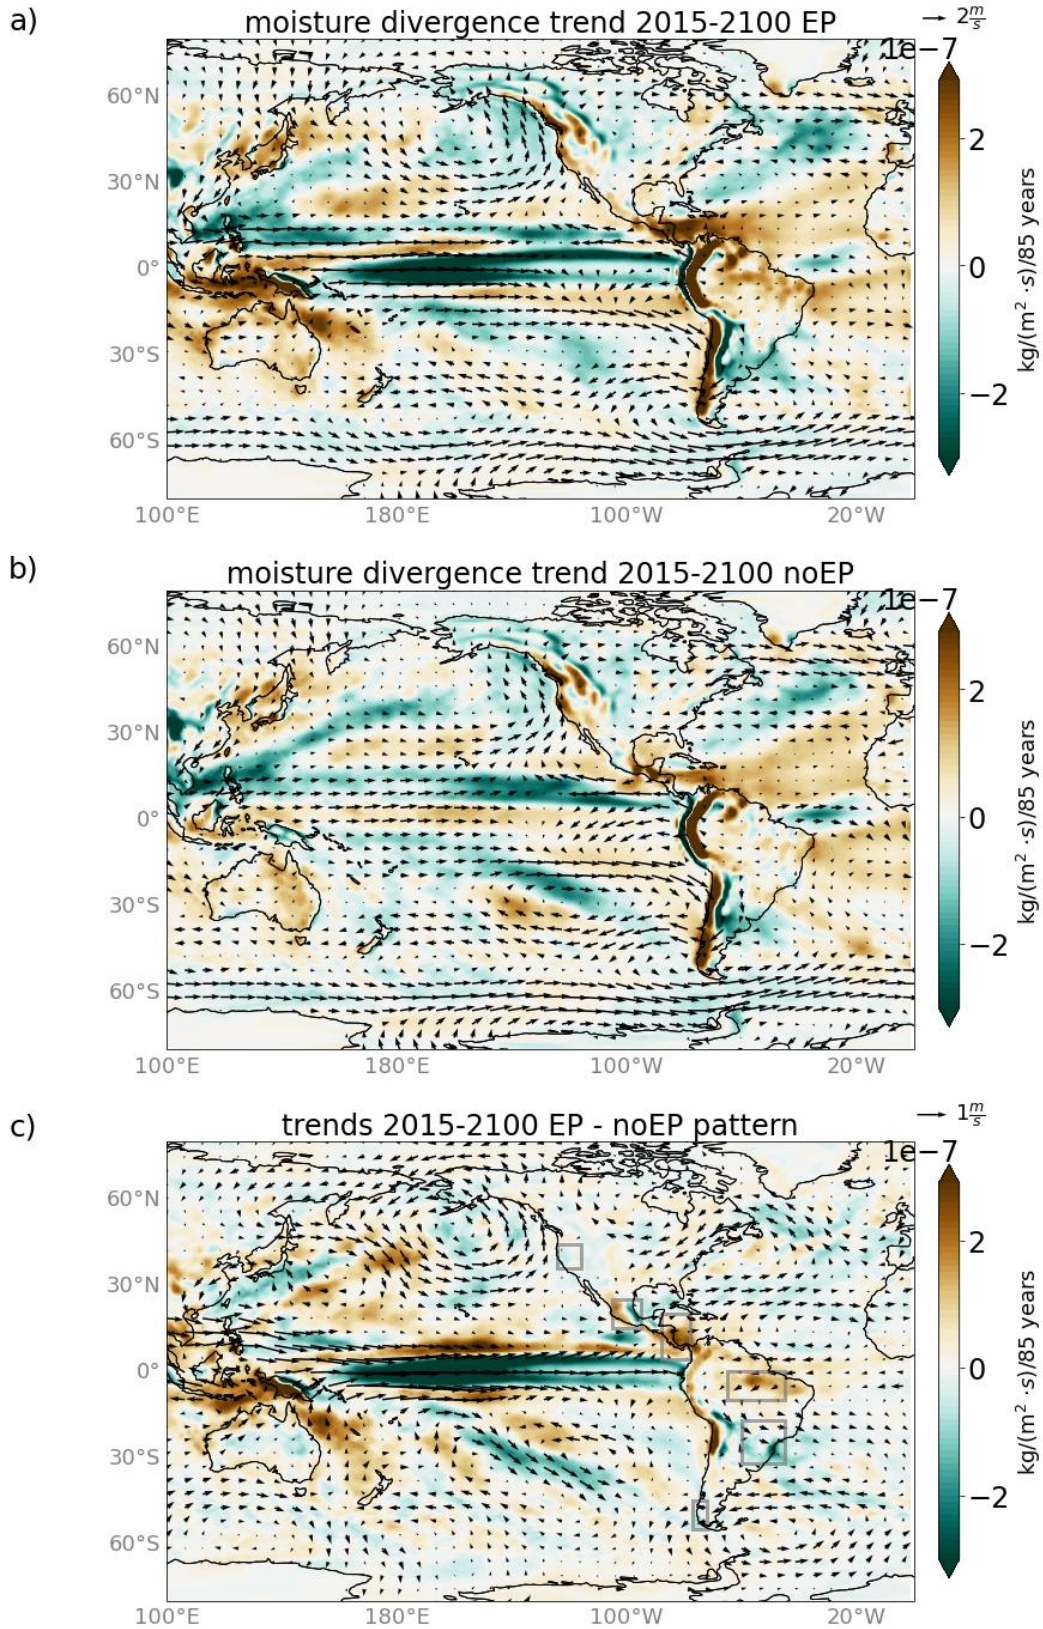 a)
moisture divergence trend 2015-2100 EP
2 m/s
1e−7
60°N
30°N
0°
30°S
60°S
100°E
180°E
100°W
20°W
2
0
−2
kg/(m² ·s)/85 years
b)
moisture divergence trend 2015-2100 noEP
1e−7
60°N
30°N
0°
30°S
60°S
100°E
180°E
100°W
20°W
2
0
−2
kg/(m² ·s)/85 years
c)
trends 2015-2100 EP - noEP pattern
1 m/s
1e−7
60°N
30°N
0°
30°S
60°S
100°E
180°E
100°W
20°W
2
0
−2
kg/(m² ·s)/85 years